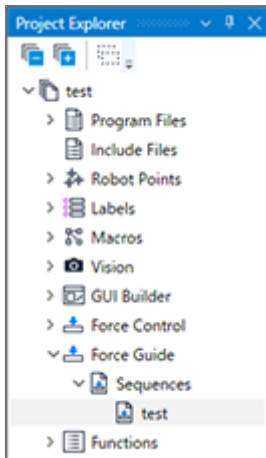 Project Explorer
test
Program Files
Include Files
Robot Points
Labels
Macros
Vision
GUI Builder
Force Control
Force Guide
Sequences
test
Functions